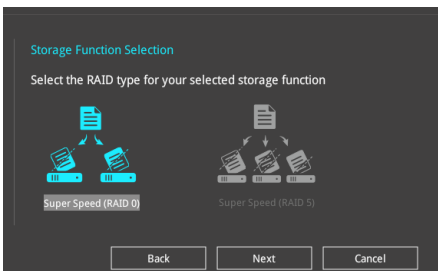 Storage Function Selection
Select the RAID type for your selected storage function
Super Speed (RAID 0)
Super Speed (RAID 5)
Back
Next
Cancel